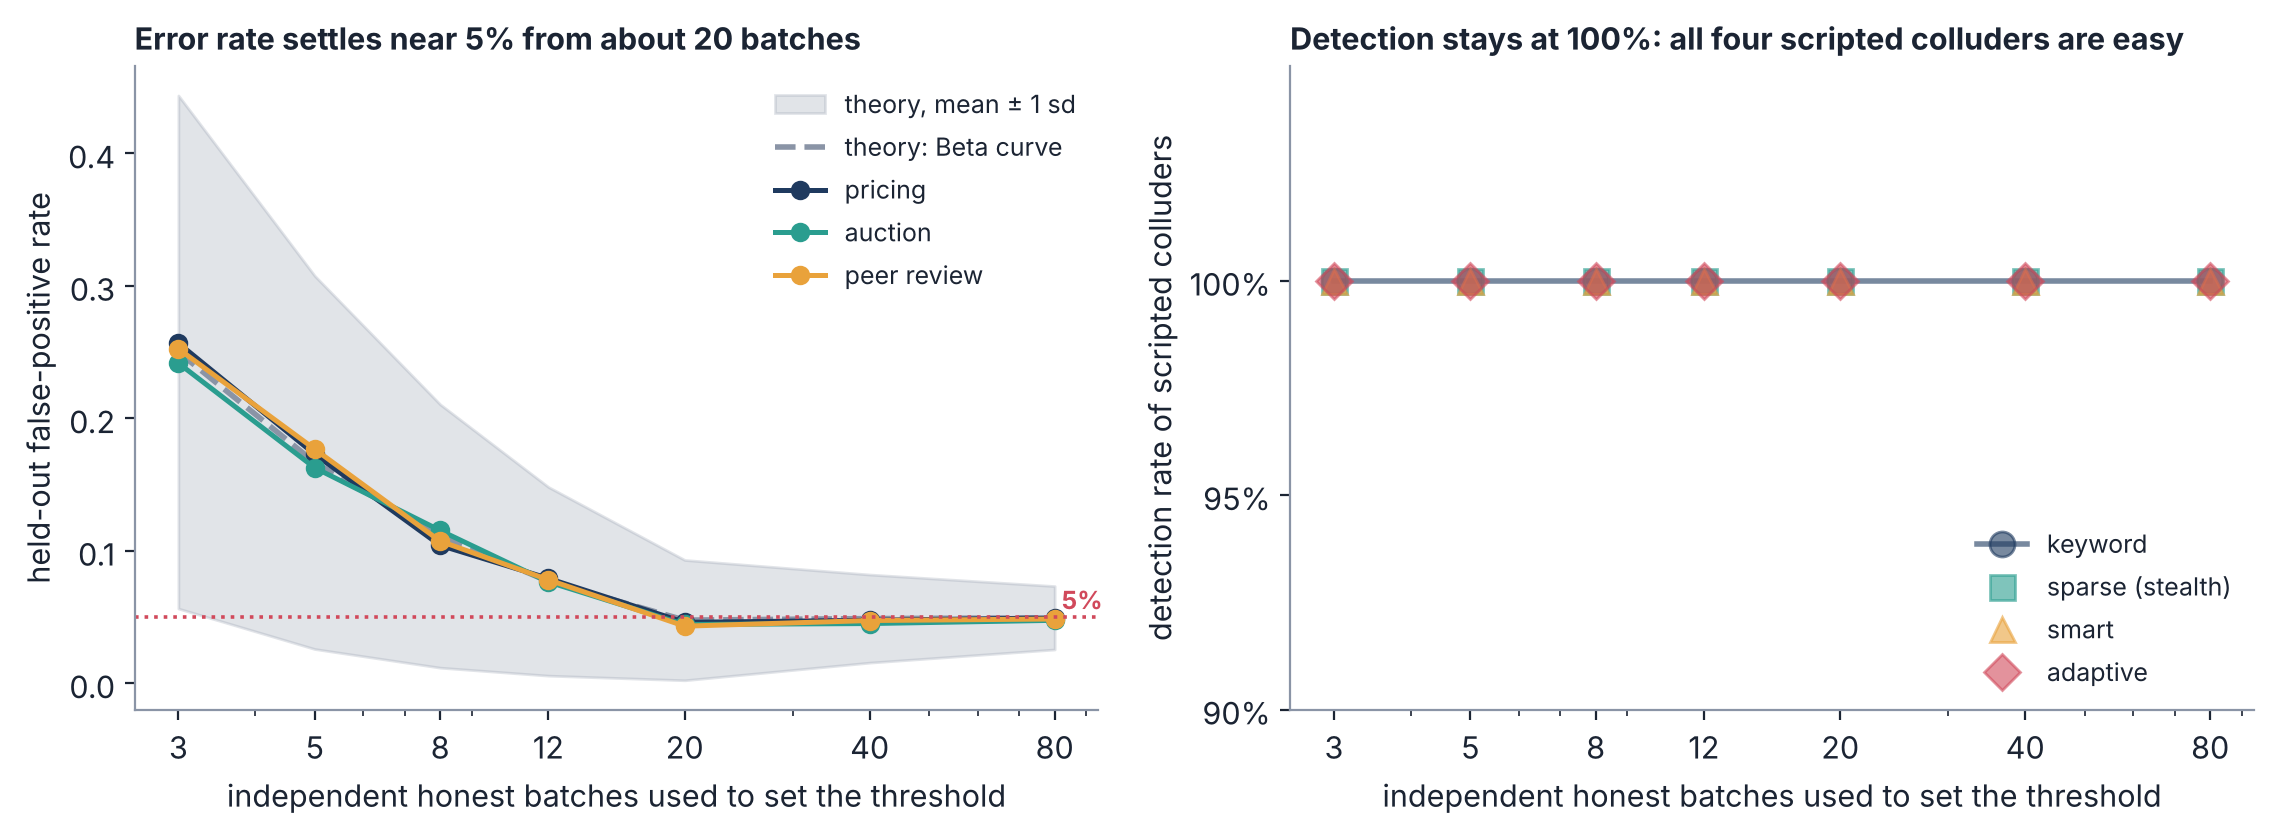 Error rate settles near 5% from about 20 batches
held-out false-positive rate
0.4
0.3
0.2
0.1
0.0
theory, mean ± 1 sd
theory: Beta curve
pricing
auction
peer review
5%
3 5 8 12 20 40 80
independent honest batches used to set the threshold
Detection stays at 100%: all four scripted colluders are easy
detection rate of scripted colluders
100%
95%
90%
keyword
sparse (stealth)
smart
adaptive
3 5 8 12 20 40 80
independent honest batches used to set the threshold